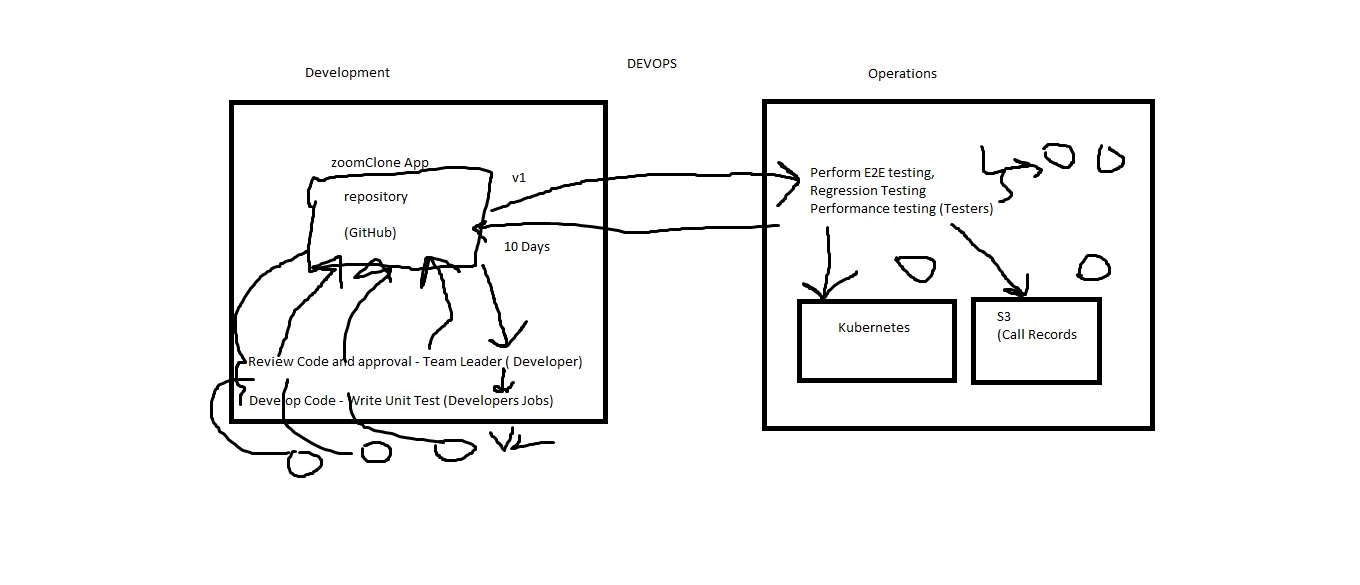 DEVOPS
Development
Operations
zoomClone App
repository
(GitHub)
v1
10 Days
Review Code and approval - Team Leader ( Developer)
Develop Code - Write Unit Test (Developers Jobs)
Perform E2E testing,
Regression Testing
Performance testing (Testers)
Kubernetes
S3
(Call Records